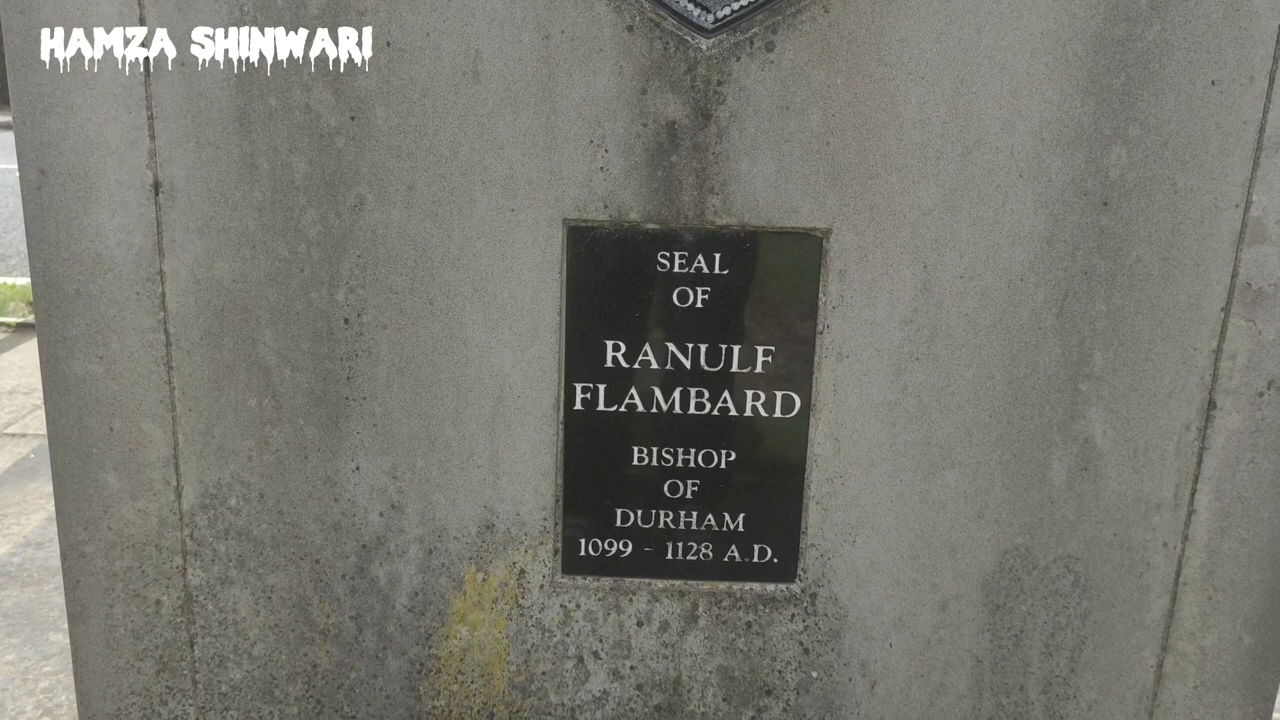 HAMZA SHINWARI
SEAL
OF
RANULF
FLAMBARD
BISHOP
OF
DURHAM
1099 - 1128 A.D.